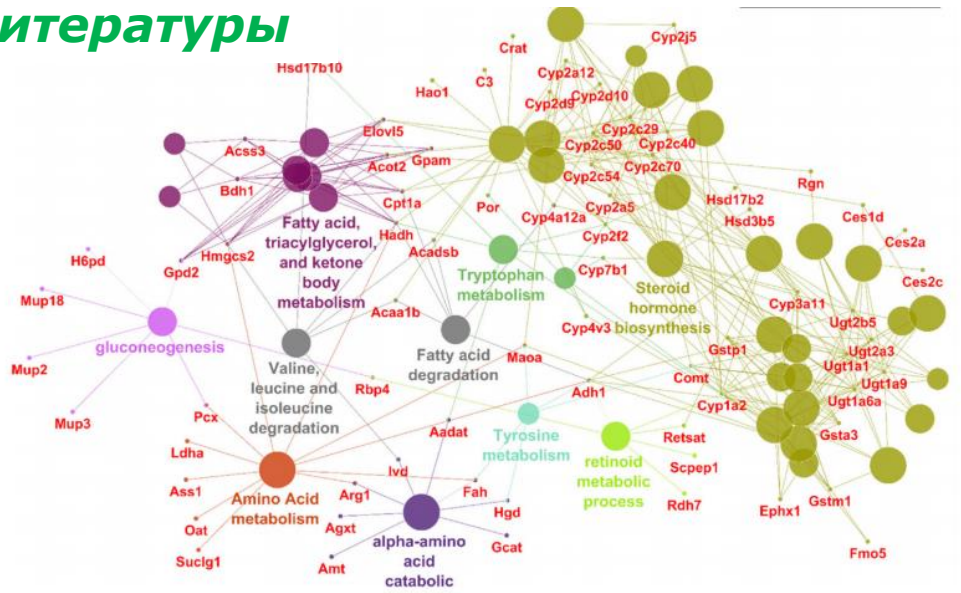 итературы
Hsd17b10
Crat
Cyp2j5
C3
Cyp2a12
Hao1
Cyp2d9
Cyp2d10
Elovl5
Cyp2c29
Acss3
Cyp2c50
Cyp2c40
Acot2
Gpam
Cyp2c70
Bdh1
Cyp2c54
Rgn
Cpt1a
Por
Cyp2a5
Hsd17b2
Fatty acid,
triacylglycerol,
and ketone
body
metabolism
Cyp4a12a
Hsd3b5
Ces1d
Hadh
Cyp2f2
Acadsb
Ces2a
Hmgcs2
H6pd
Gpd2
Tryptophan
metabolism
Cyp7b1
Ces2c
Steroid
hormone
biosynthesis
Mup18
Cyp3a11
Acaa1b
Ugt2b5
Cyp4v3
gluconeogenesis
Fatty acid
degradation
Maoa
Gstp1
Ugt2a3
Ugt1a1
Mup2
Valine,
leucine and
isoleucine
degradation
Rbp4
Comt
Ugt1a9
Adh1
Ugt1a6a
Cyp1a2
Mup3
Pcx
Aadat
Tyrosine
metabolism
Retsat
Gsta3
Ldha
retinoid
metabolic
process
Scpep1
Ivd
Ass1
Amino Acid
metabolism
Arg1
Fah
Rdh7
Gstm1
Ephx1
Hgd
Oat
Agxt
alpha-amino
acid
catabolic
Gcat
Fmo5
Suclg1
Amt